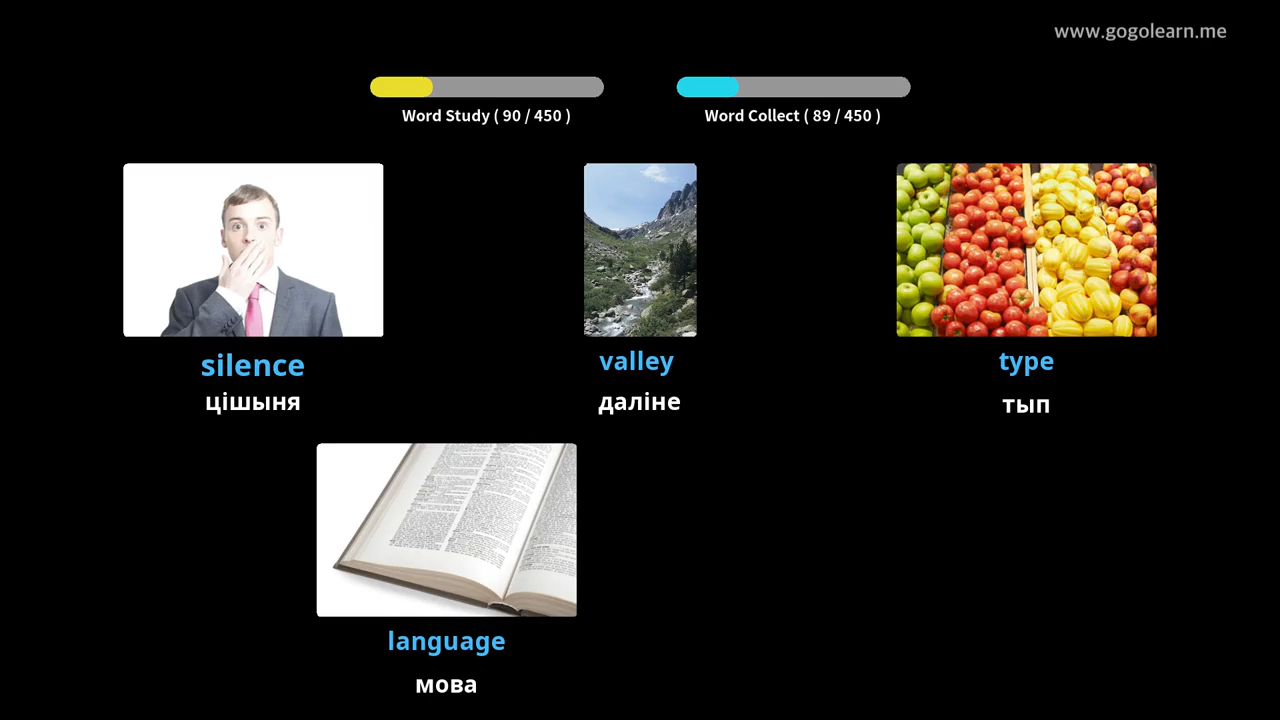 www.gogolearn.me
Word Study ( 90 / 450 )
Word Collect ( 89 / 450 )
silence
цішыня
valley
даліне
type
тып
language
мова